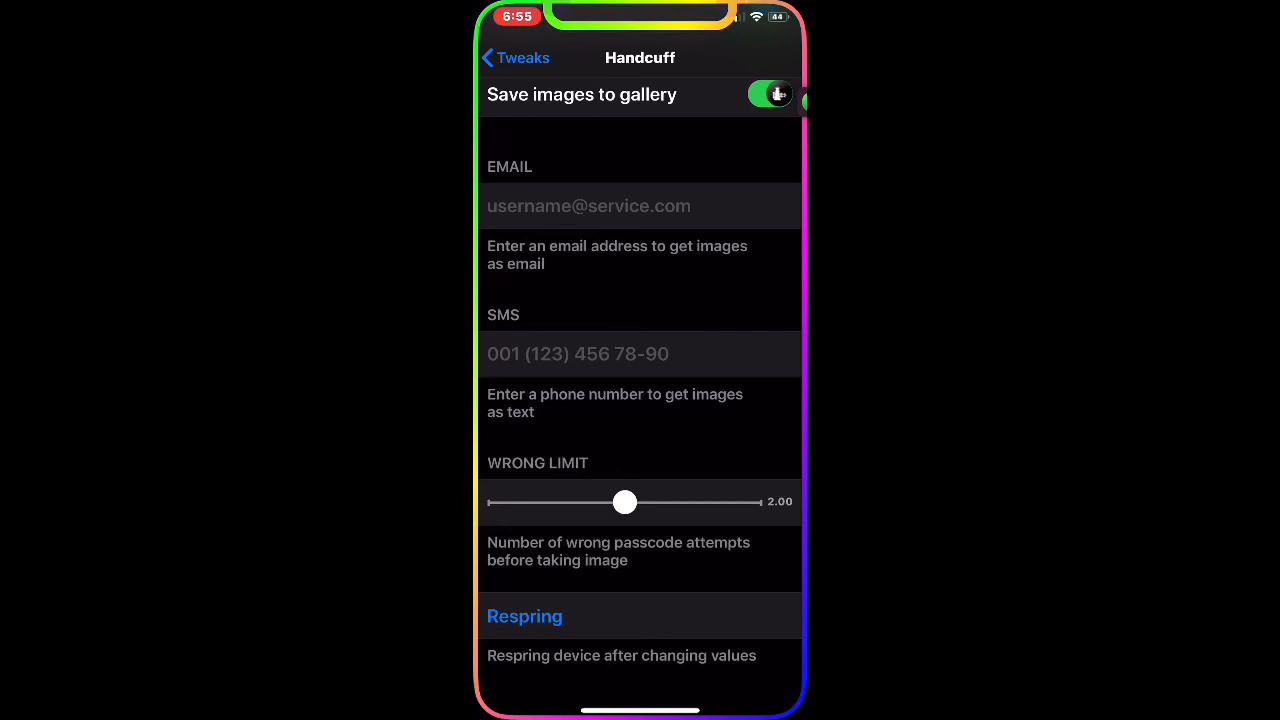 6:55
44
Tweaks
Handcuff
Save images to gallery
EMAIL
username@service.com
Enter an email address to get images
as email
SMS
001 (123) 456 78-90
Enter a phone number to get images
as text
WRONG LIMIT
2.00
Number of wrong passcode attempts
before taking image
Respring
Respring device after changing values